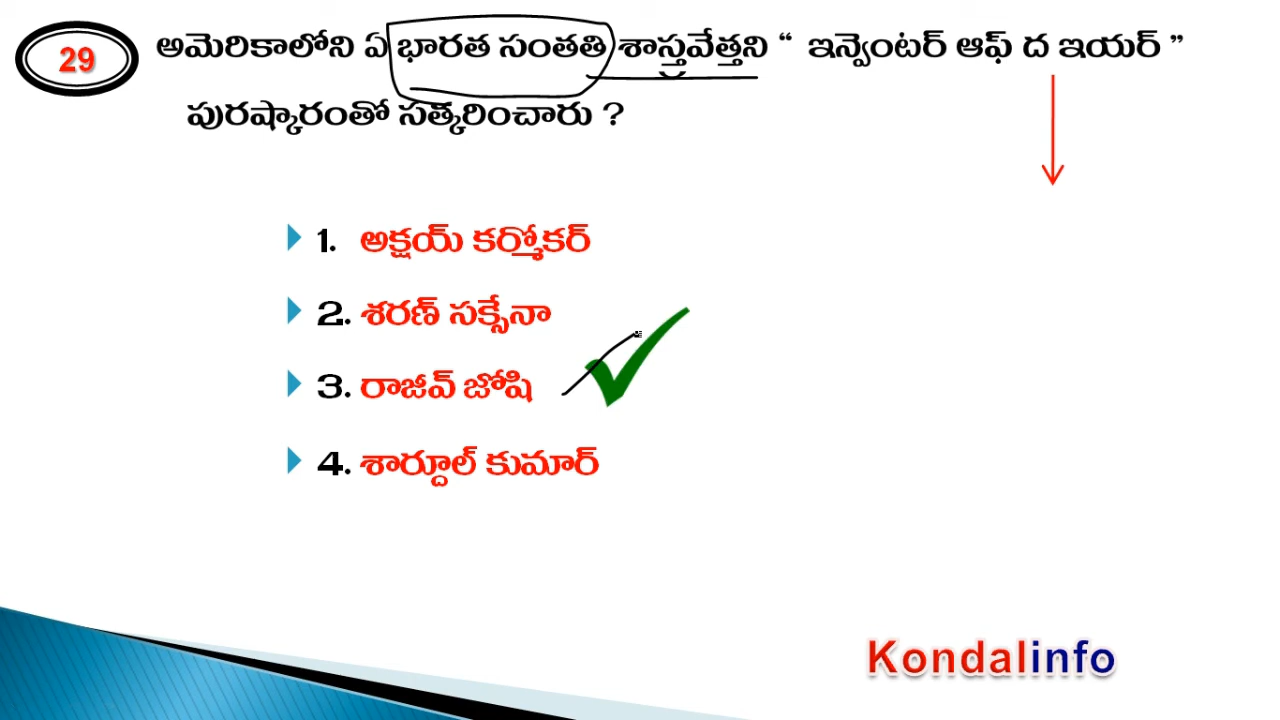 29
అమెరికాలోని ఏ భారత సంతతి శాస్త్రవేత్తని “ ఇన్వెంటర్ ఆఫ్ ద ఇయర్ ”
పురష్కారంతో సత్కరించారు ?
1. అక్షయ్ కర్మోకర్
2. శరణ్ సక్సేనా
3. రాజీవ్ జోషి
4. శార్దూల్ కుమార్
Kondalinfo